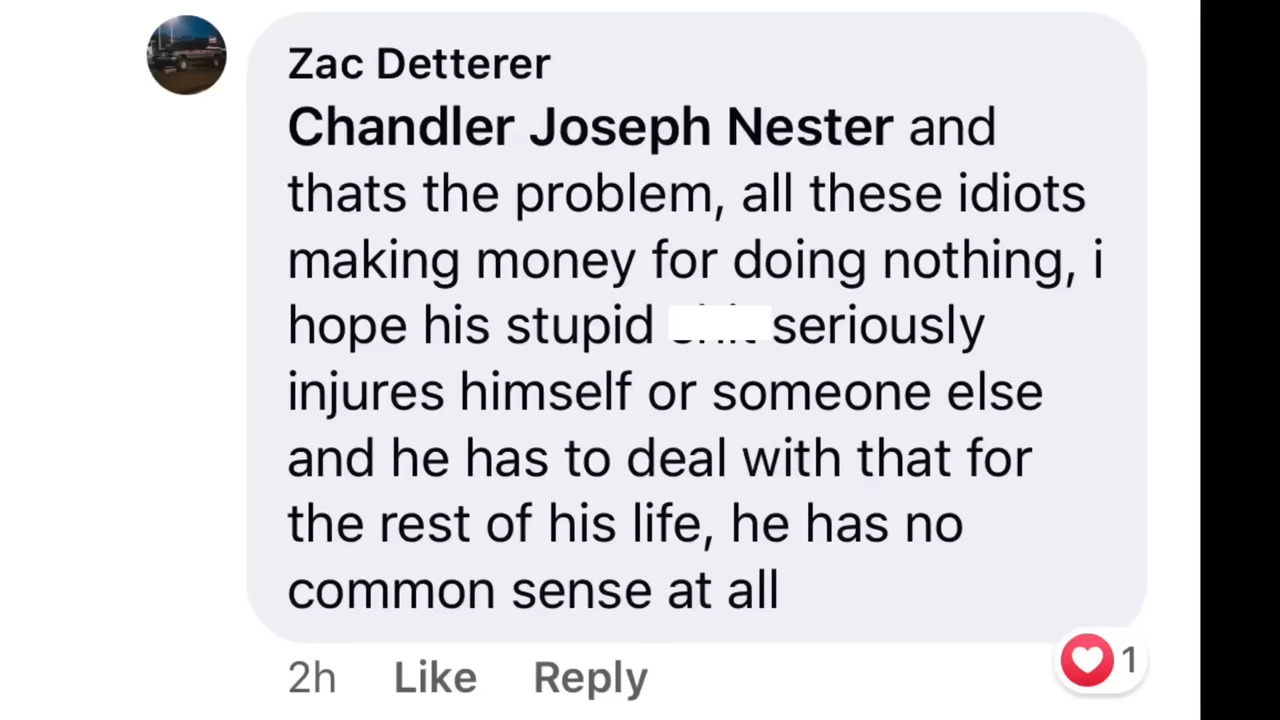 Zac Detterer
Chandler Joseph Nester and
thats the problem, all these idiots
making money for doing nothing, i
hope his stupid seriously
injures himself or someone else
and he has to deal with that for
the rest of his life, he has no
common sense at all
2h Like Reply
1